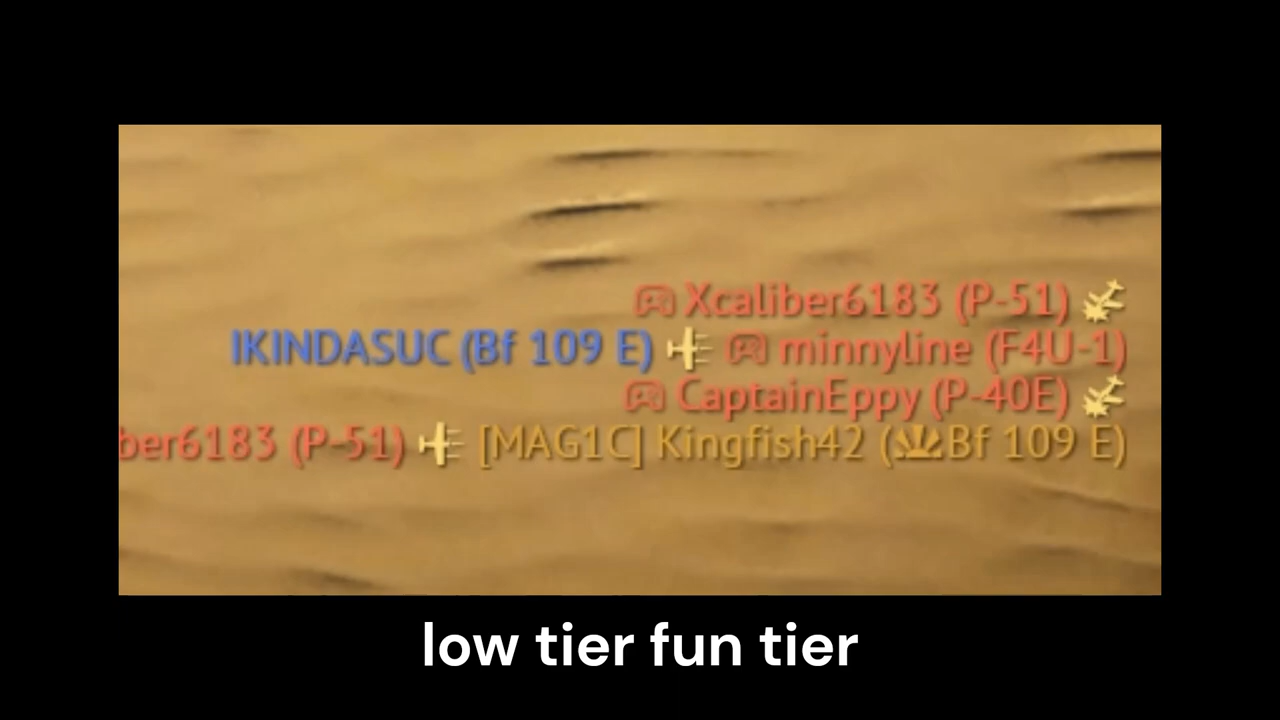 Xcaliber6183 (P-51)
IKINDASUC (Bf 109 E) minnyline (F4U-1)
CaptainEppy (P-40E)
ber6183 (P-51) [MAG1C] Kingfish42 (Bf 109 E)
low tier fun tier